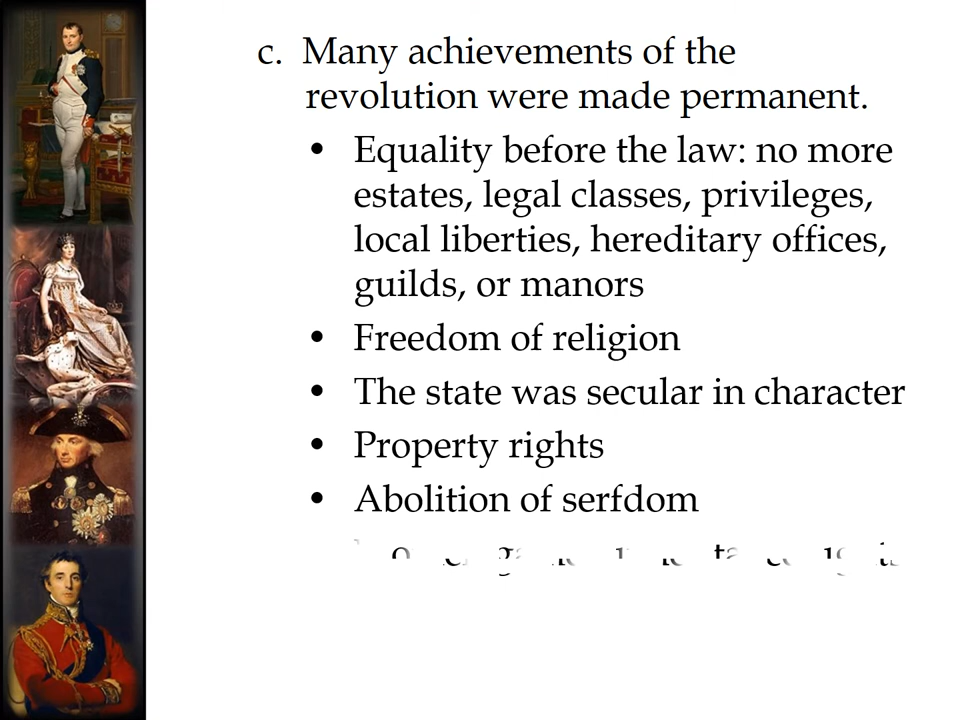 c. Many achievements of the
revolution were made permanent.
• Equality before the law: no more
estates, legal classes, privileges,
local liberties, hereditary offices,
guilds, or manors
• Freedom of religion
• The state was secular in character
• Property rights
• Abolition of serfdom